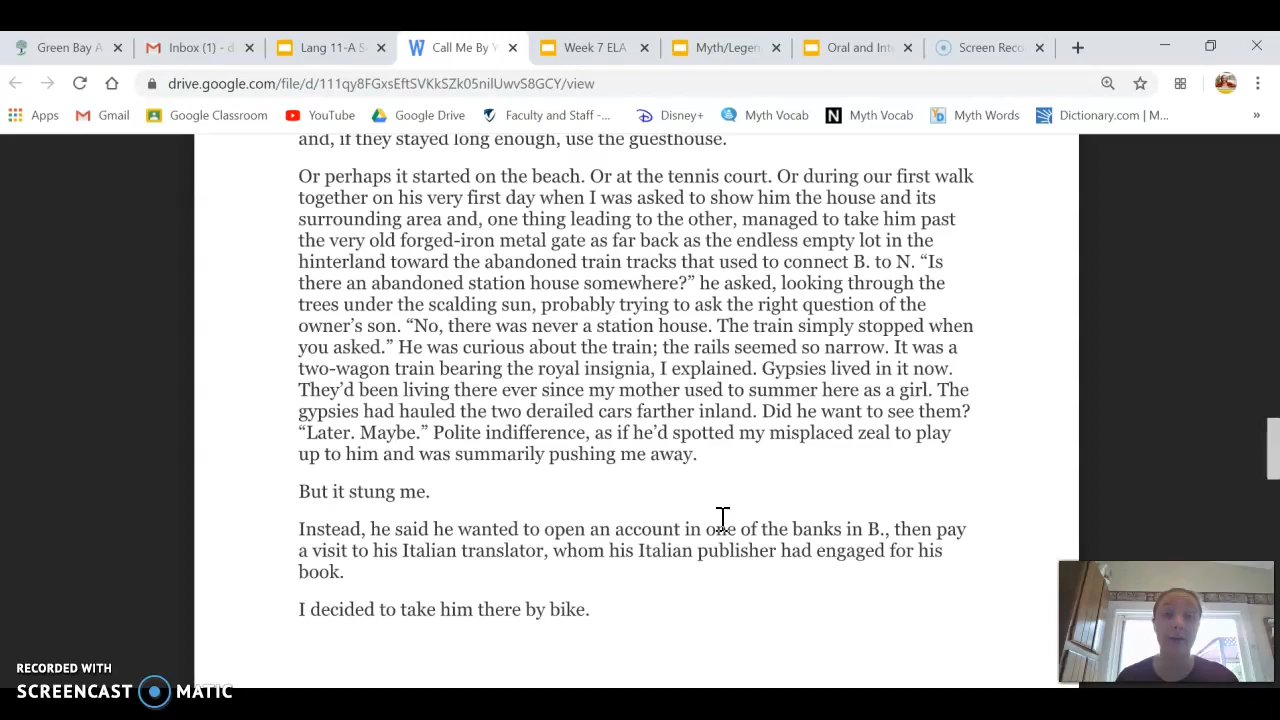 Green Bay A
Inbox (1) - d
Lang 11-A S
Call Me By Y
Week 7 ELA
Myth/Legen
Oral and Int
Screen Reco
drive.google.com/file/d/111qy8FGxsEftSVKkSZk05nilUwvS8GCY/view
Apps
Gmail
Google Classroom
YouTube
Google Drive
Faculty and Staff -...
Disney+
Myth Vocab
N
Myth Vocab
Myth Words
Dictionary.com | M...
»
and, if they stayed long enough, use the guesthouse.
Or perhaps it started on the beach. Or at the tennis court. Or during our first walk
together on his very first day when I was asked to show him the house and its
surrounding area and, one thing leading to the other, managed to take him past
the very old forged-iron metal gate as far back as the endless empty lot in the
hinterland toward the abandoned train tracks that used to connect B. to N. “Is
there an abandoned station house somewhere?” he asked, looking through the
trees under the scalding sun, probably trying to ask the right question of the
owner’s son. “No, there was never a station house. The train simply stopped when
you asked.” He was curious about the train; the rails seemed so narrow. It was a
two-wagon train bearing the royal insignia, I explained. Gypsies lived in it now.
They’d been living there ever since my mother used to summer here as a girl. The
gypsies had hauled the two derailed cars farther inland. Did he want to see them?
“Later. Maybe.” Polite indifference, as if he’d spotted my misplaced zeal to play
up to him and was summarily pushing me away.
But it stung me.
Instead, he said he wanted to open an account in one of the banks in B., then pay
a visit to his Italian translator, whom his Italian publisher had engaged for his
book.
I decided to take him there by bike.
RECORDED WITH
SCREENCAST MATIC